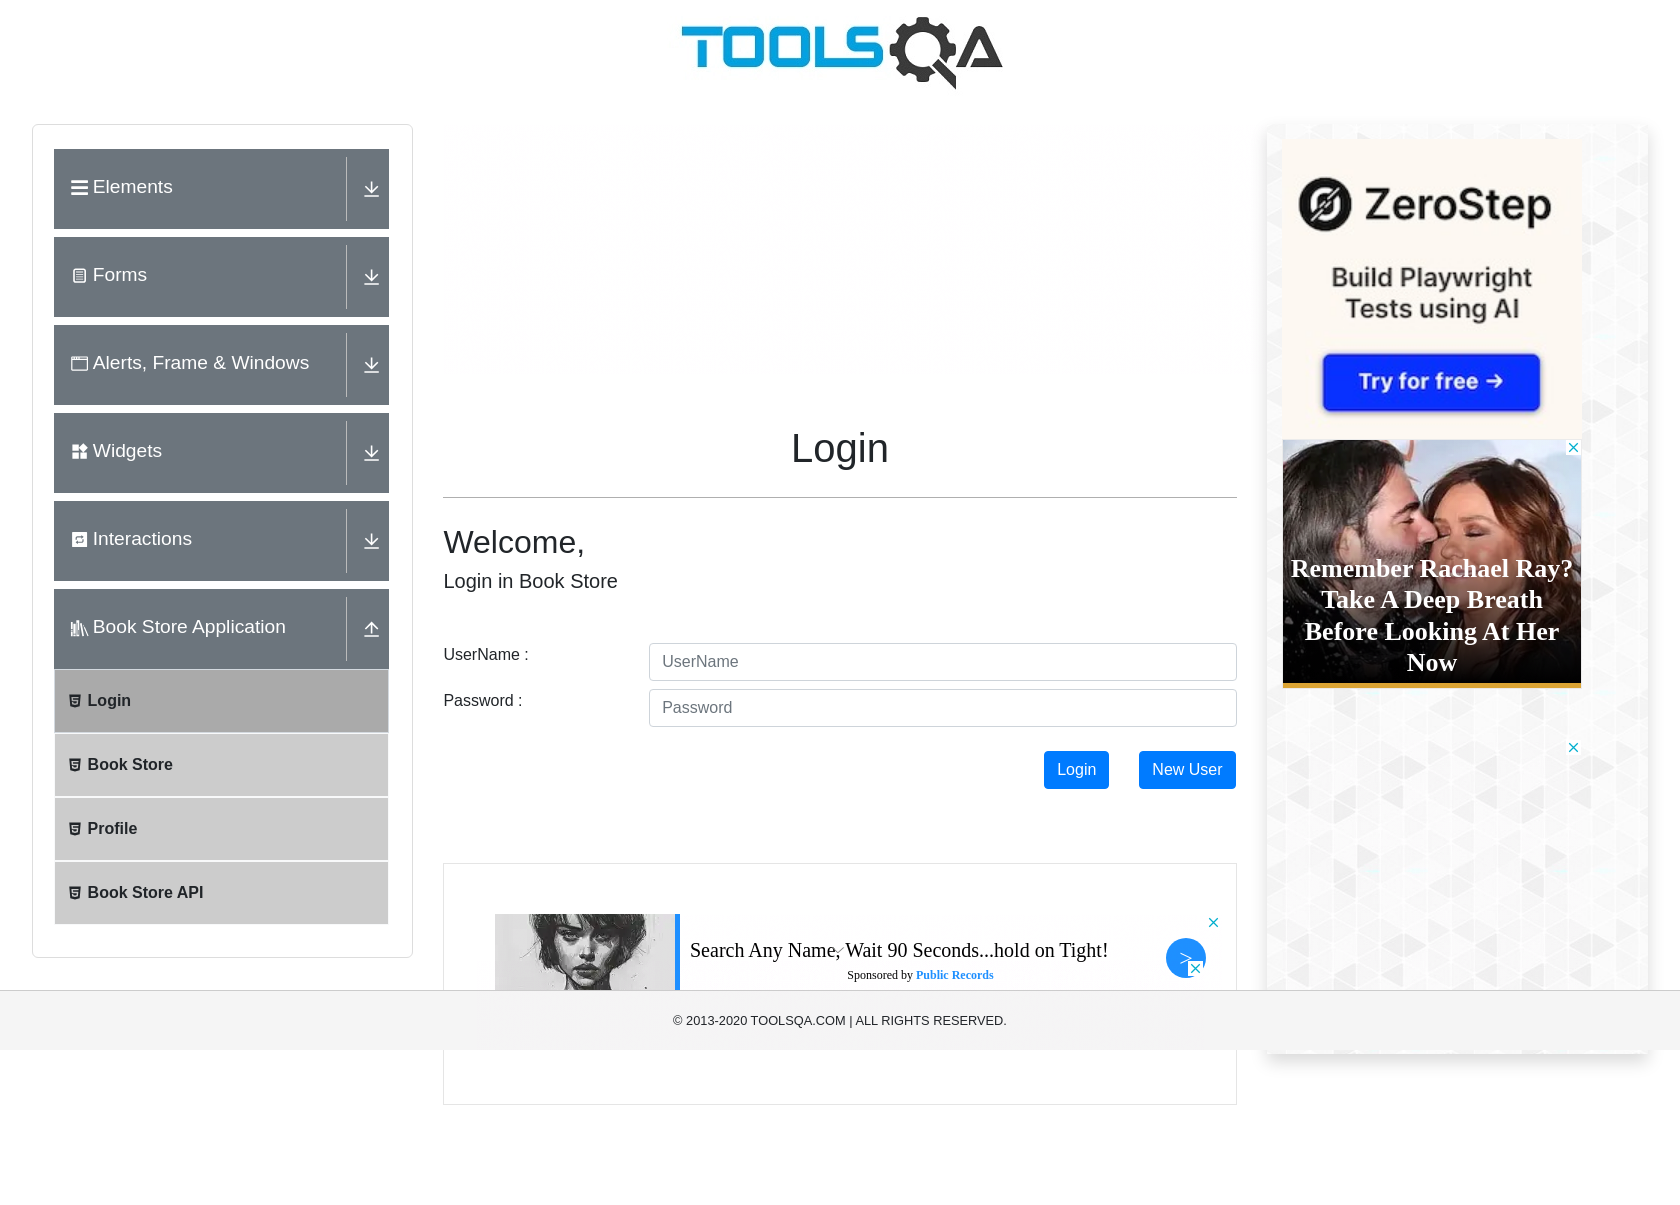 TOOLSQA
Elements
Forms
Alerts, Frame & Windows
Widgets
Interactions
Book Store Application
Login
Book Store
Profile
Book Store API
Login
Welcome,
Login in Book Store
UserName :
UserName
Password :
Password
Login
New User
Search Any Name, Wait 90 Seconds...hold on Tight!
Sponsored by Public Records
ZeroStep
Build Playwright
Tests using AI
Try for free →
Remember Rachael Ray?
Take A Deep Breath
Before Looking At Her
Now
© 2013-2020 TOOLSQA.COM | ALL RIGHTS RESERVED.